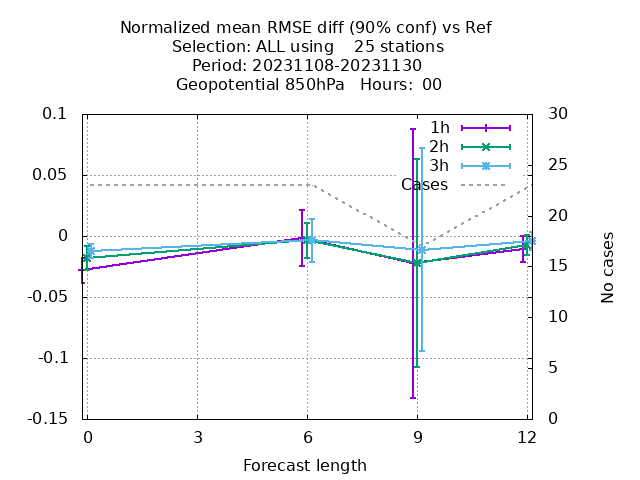 Normalized mean RMSE diff (90% conf) vs Ref
Selection: ALL using    25 stations
Period: 20231108-20231130
Geopotential 850hPa   Hours:  00
0.1
0.05
0
-0.05
-0.1
-0.15
30
25
20
15
10
5
0
1h
2h
3h
Cases
No cases
0
3
6
9
12
Forecast length